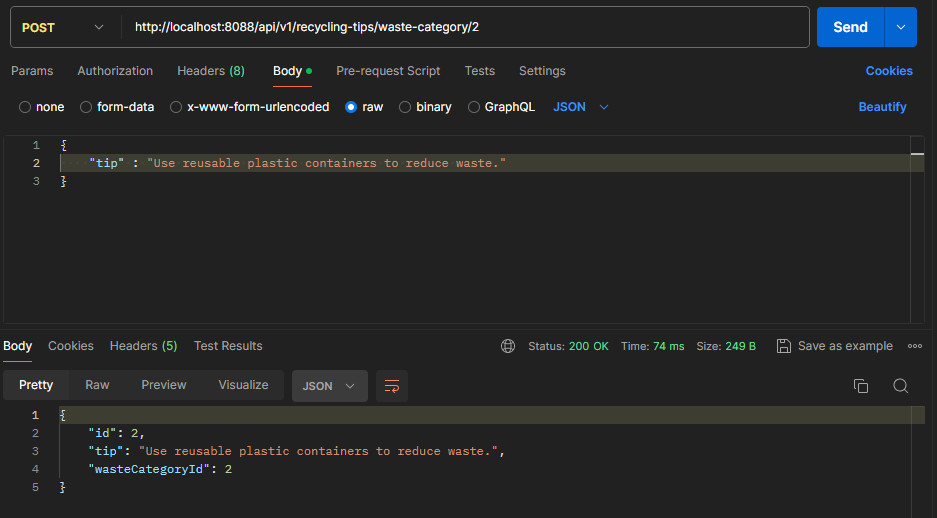 POST http://localhost:8088/api/v1/recycling-tips/waste-category/2 Send
Params Authorization Headers (8) Body Pre-request Script Tests Settings Cookies
none form-data x-www-form-urlencoded raw binary GraphQL JSON Beautify
1 {
2 "tip" : "Use reusable plastic containers to reduce waste."
3 }
Body Cookies Headers (5) Test Results Status: 200 OK Time: 74 ms Size: 249 B Save as example
Pretty Raw Preview Visualize JSON
1 {
2 "id": 2,
3 "tip": "Use reusable plastic containers to reduce waste.",
4 "wasteCategoryId": 2
5 }